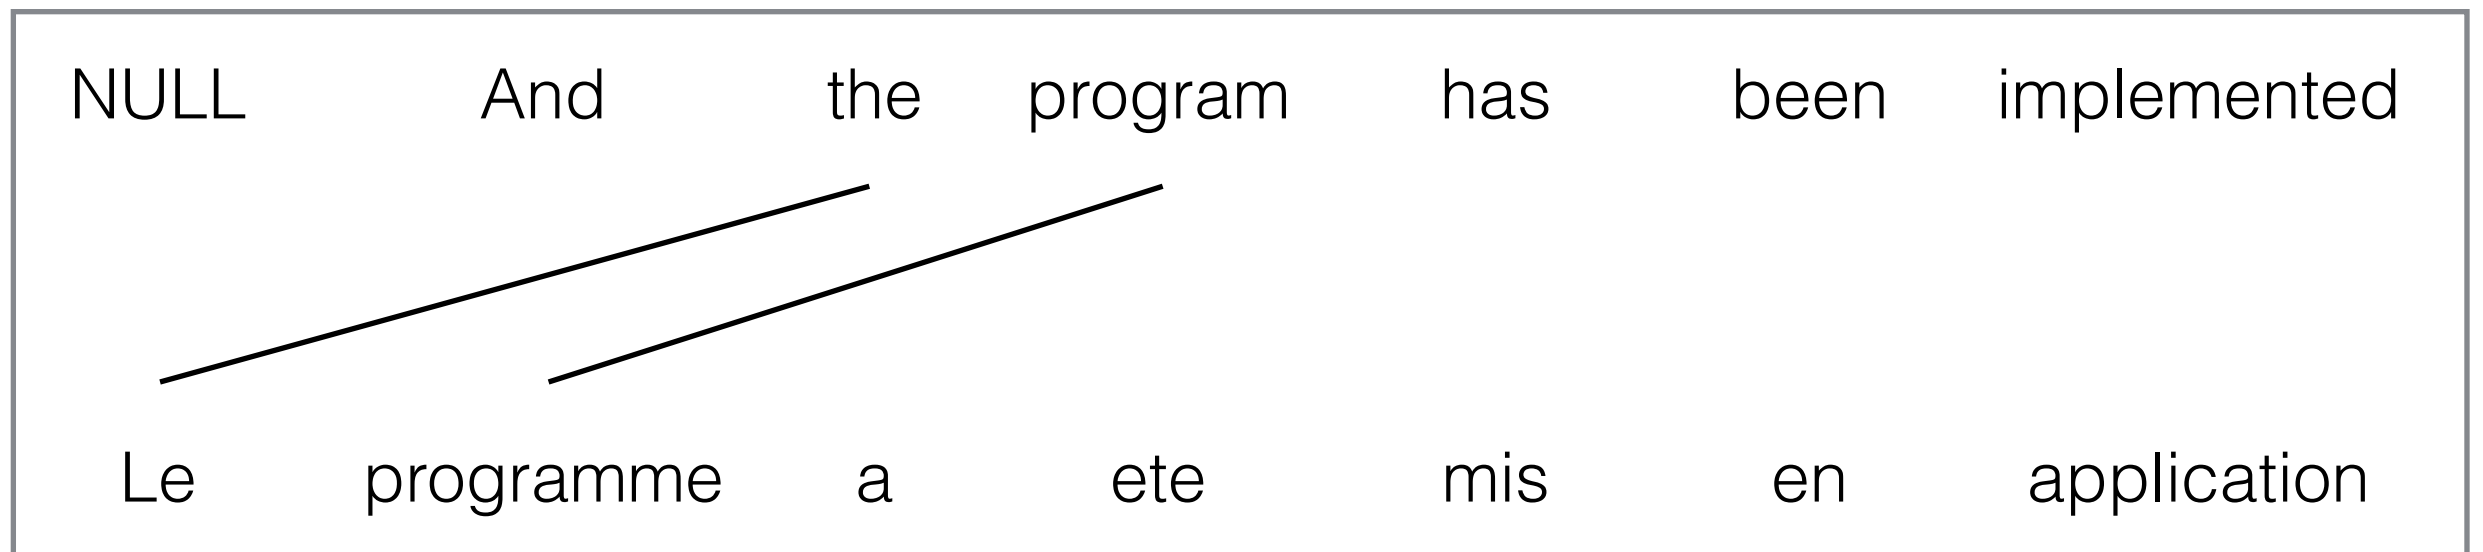 NULL And the program has been implemented
Le programme a ete mis en application